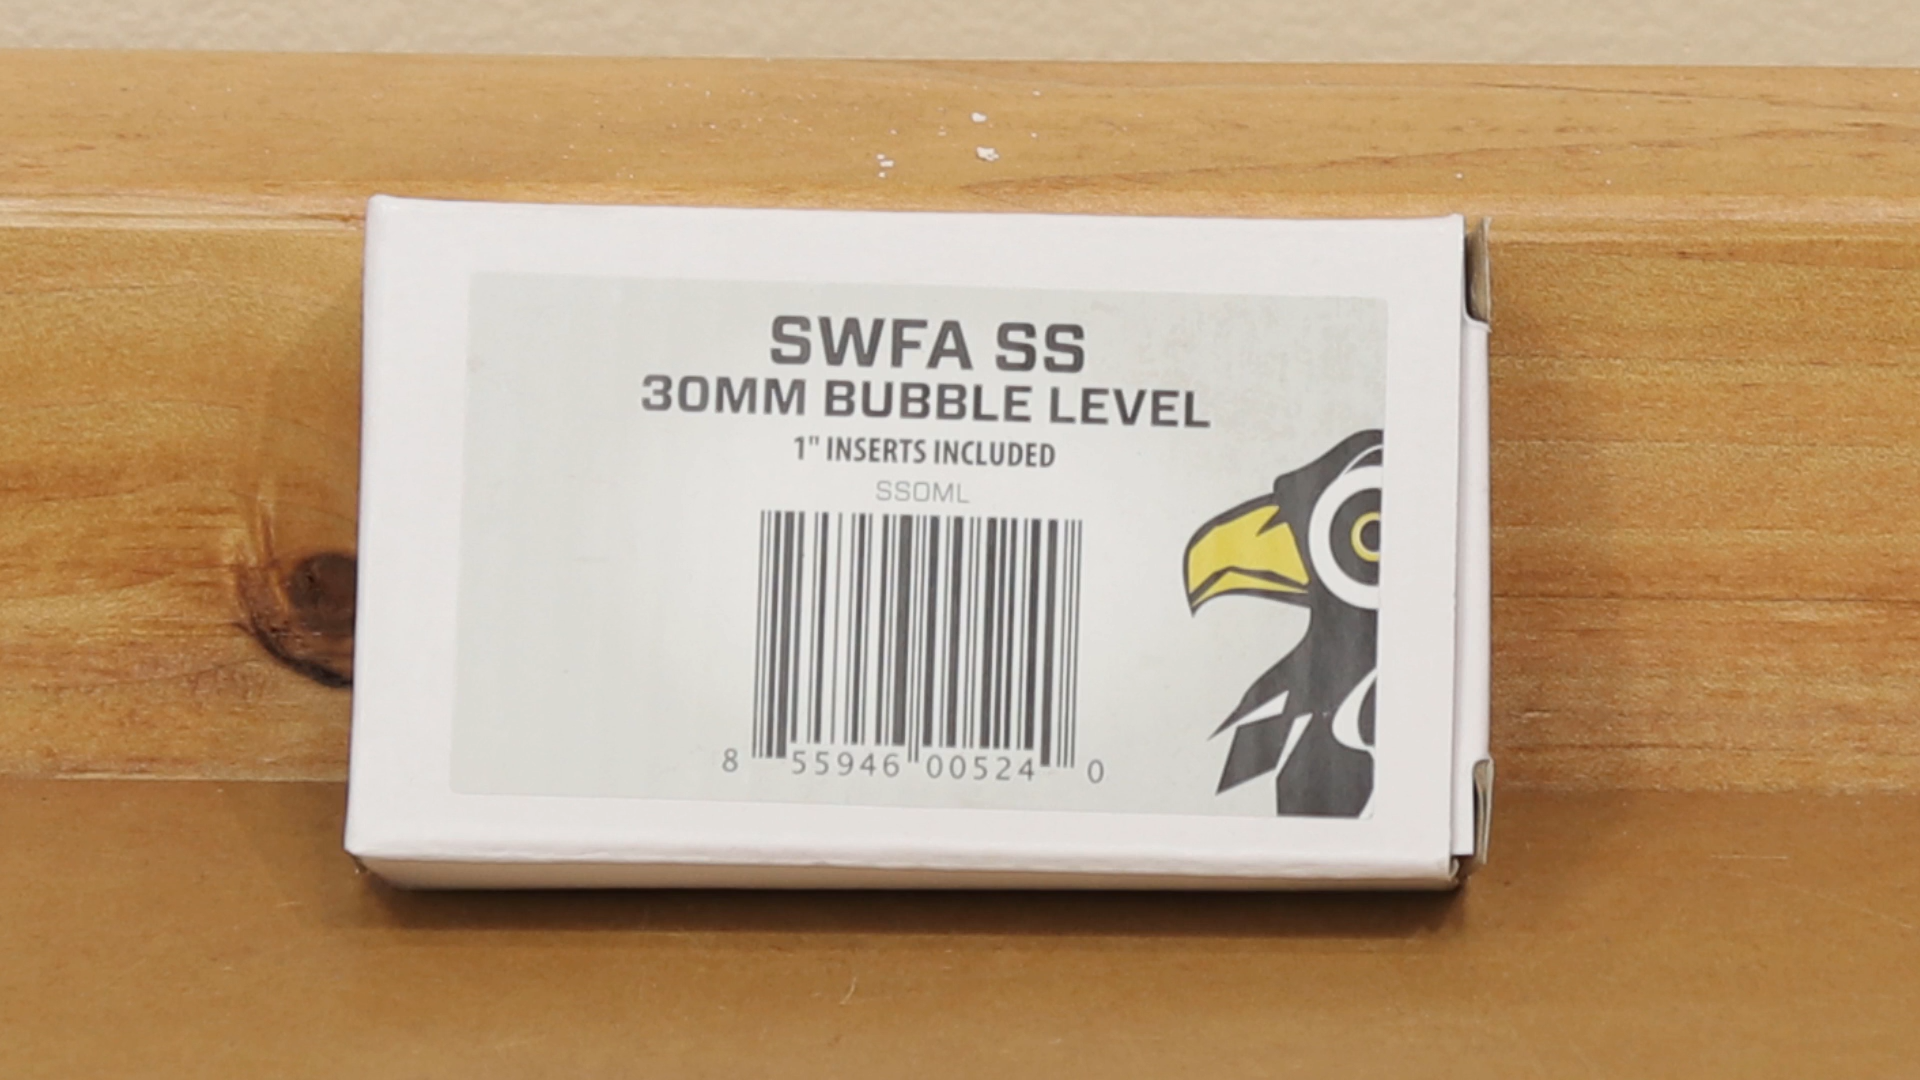 SWFA SS
30MM BUBBLE LEVEL
1" INSERTS INCLUDED
SSOML
8 55946 00524 0